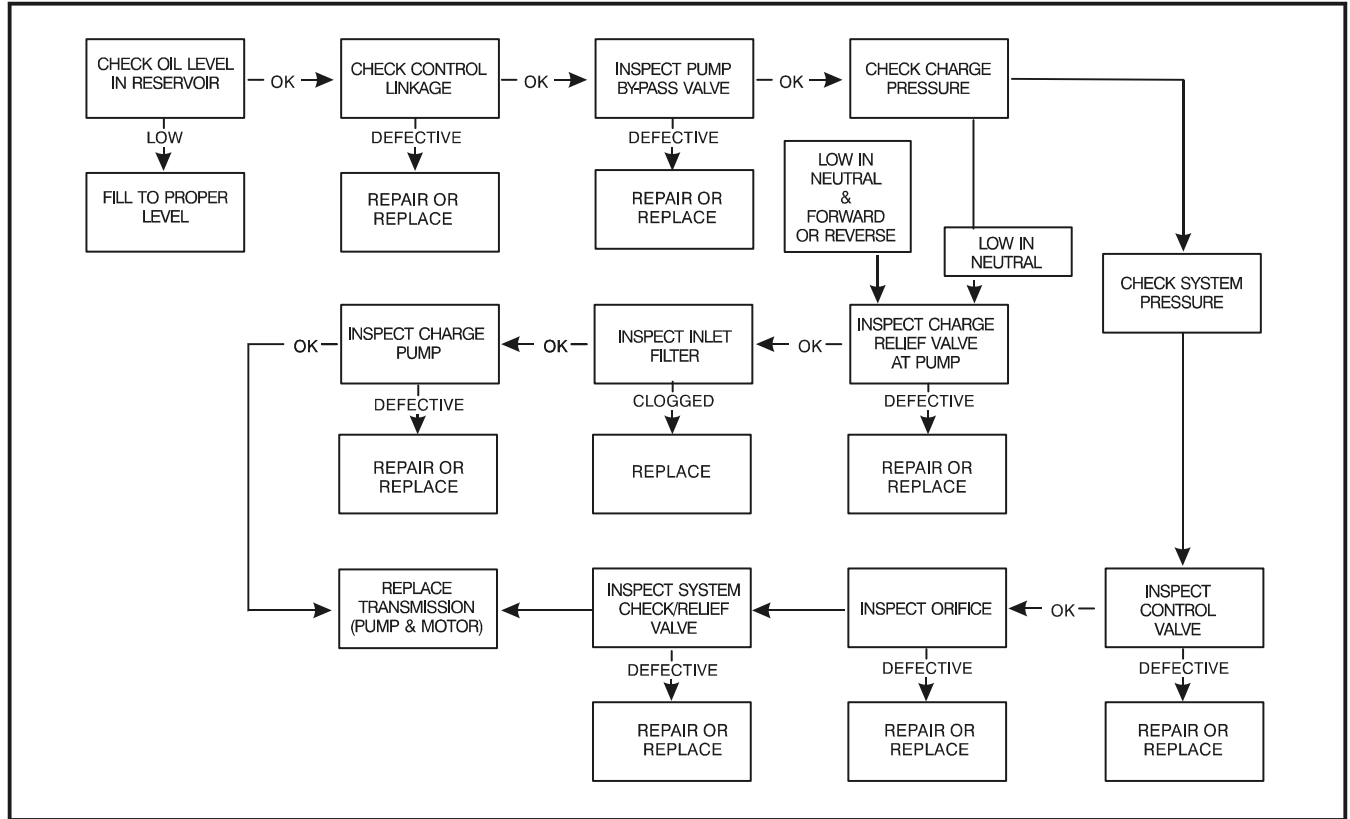 CHECK OIL LEVEL
IN RESERVOIR
OK
CHECK CONTROL
LINKAGE
OK
INSPECT PUMP
BY-PASS VALVE
OK
CHECK CHARGE
PRESSURE
LOW
DEFECTIVE
DEFECTIVE
FILL TO PROPER
LEVEL
REPAIR OR
REPLACE
REPAIR OR
REPLACE
LOW IN
NEUTRAL
&
FORWARD
OR REVERSE
LOW IN
NEUTRAL
CHECK SYSTEM
PRESSURE
OK
INSPECT CHARGE
PUMP
OK
INSPECT INLET
FILTER
OK
INSPECT CHARGE
RELIEF VALVE
AT PUMP
DEFECTIVE
CLOGGED
DEFECTIVE
REPAIR OR
REPLACE
REPLACE
REPAIR OR
REPLACE
REPLACE
TRANSMISSION
(PUMP & MOTOR)
INSPECT SYSTEM
CHECK/RELIEF
VALVE
INSPECT ORIFICE
OK
INSPECT
CONTROL
VALVE
DEFECTIVE
DEFECTIVE
DEFECTIVE
REPAIR OR
REPLACE
REPAIR OR
REPLACE
REPAIR OR
REPLACE